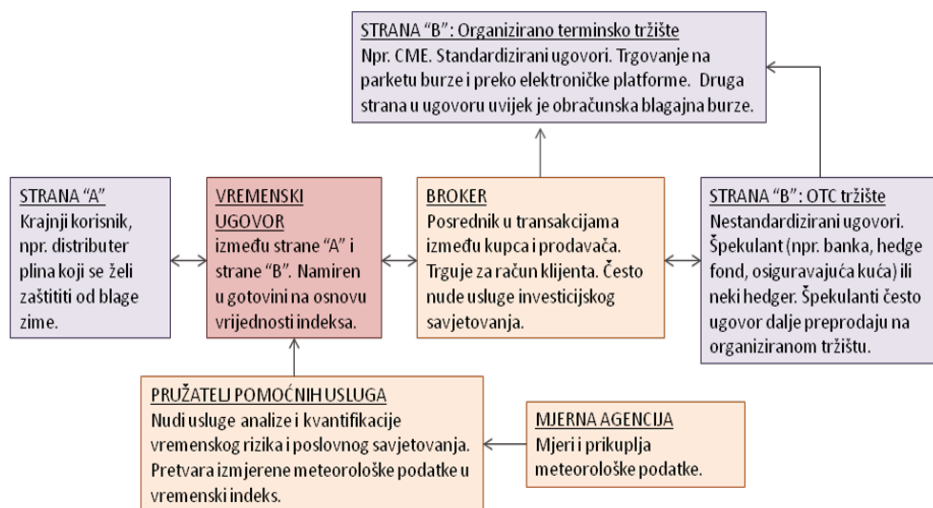 STRANA “B”: Organizirano terminsko tržište
Npr. CME. Standardizirani ugovori. Trgovanje na
parketu burze i preko elektroničke platforme. Druga
strana u ugovoru uvijek je obračunska blagajna burze.
STRANA “A”
Krajnji korisnik,
npr. distributer
plina koji se želi
zaštititi od blage
zime.
VREMENSKI
UGOVOR
između strane “A” i
strane “B”. Namiren
u gotovini na osnovu
vrijednosti indeksa.
BROKER
Posrednik u transakcijama
između kupca i prodavača.
Trguje za račun klijenta. Često
nude usluge investicijskog
savjetovanja.
STRANA “B”: OTC tržište
Nestandardizirani ugovori.
Špekulant (npr. banka, hedge
fond, osiguravajuća kuća) ili
neki hedger. Špekulanti često
ugovor dalje preprodaju na
organiziranom tržištu.
PRUŽATELJ POMOĆNIH USLUGA
Nudi usluge analize i kvantifikacije
vremenskog rizika i poslovnog savjetovanja.
Pretvara izmjerene meteorološke podatke u
vremenski indeks.
MJERNA AGENCIJA
Mjeri i prikuplja
meteorološke podatke.